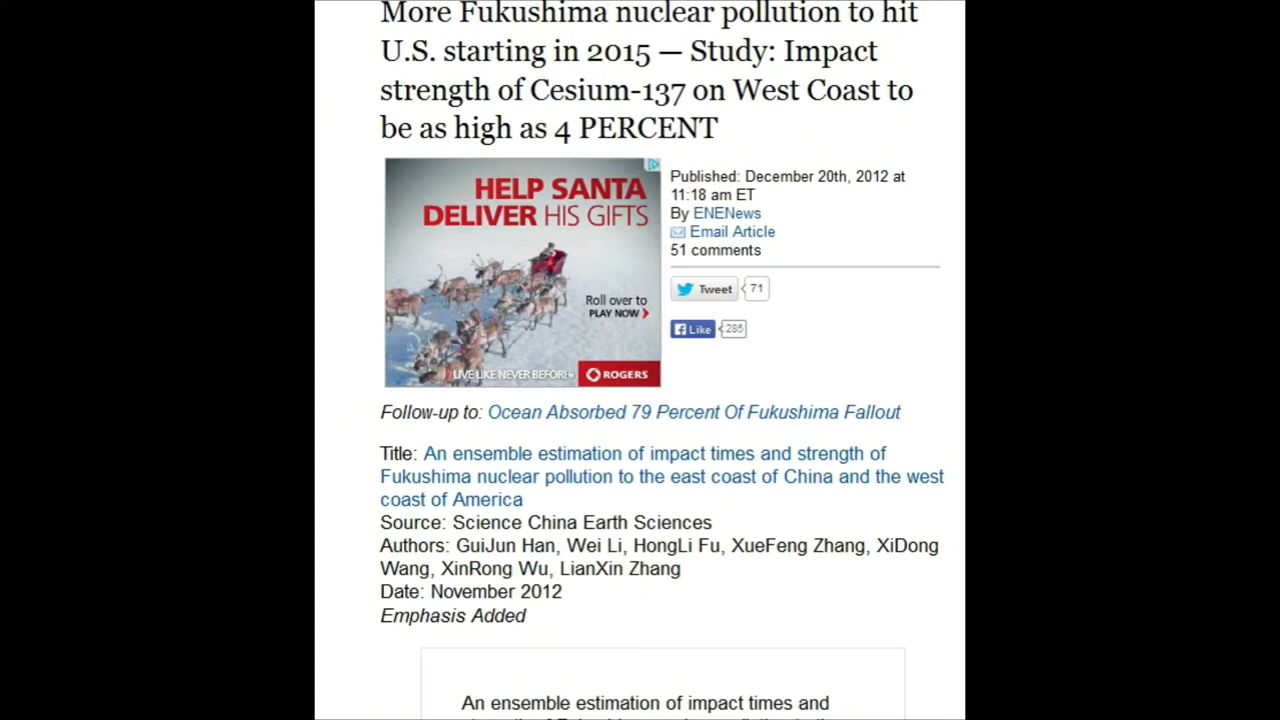 More Fukushima nuclear pollution to hit
U.S. starting in 2015 — Study: Impact
strength of Cesium-137 on West Coast to
be as high as 4 PERCENT
HELP SANTA
DELIVER HIS GIFTS
Roll over to
PLAY NOW
LIVE LIKE NEVER BEFORE
ROGERS
Published: December 20th, 2012 at
11:18 am ET
By ENENews
Email Article
51 comments
Tweet 71
Like 285
Follow-up to: Ocean Absorbed 79 Percent Of Fukushima Fallout
Title: An ensemble estimation of impact times and strength of
Fukushima nuclear pollution to the east coast of China and the west
coast of America
Source: Science China Earth Sciences
Authors: GuiJun Han, Wei Li, HongLi Fu, XueFeng Zhang, XiDong
Wang, XinRong Wu, LianXin Zhang
Date: November 2012
Emphasis Added
An ensemble estimation of impact times and